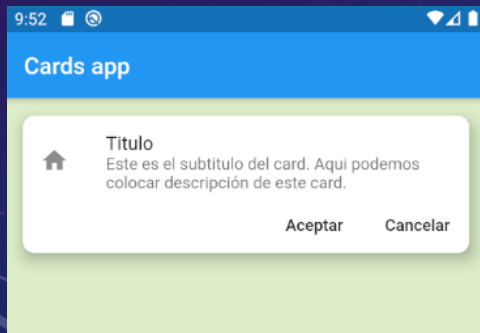 9:52
Cards app
Titulo
Este es el subtitulo del card. Aqui podemos
colocar descripción de este card.
Aceptar Cancelar